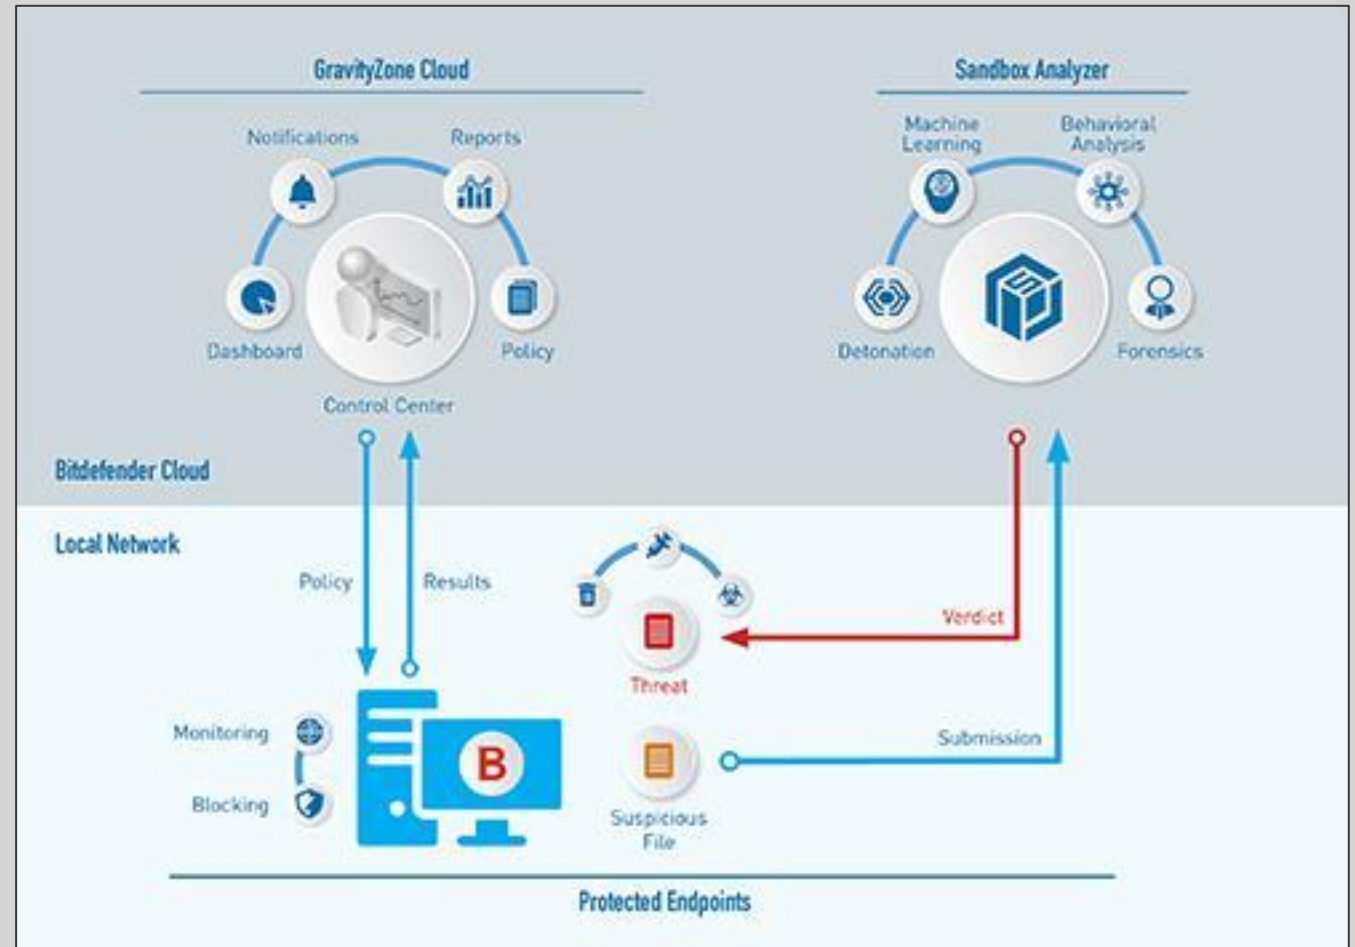 GravityZone Cloud
Sandbox Analyzer
Notifications
Reports
Machine
Learning
Behavioral
Analysis
Dashboard
Policy
Detonation
Forensics
Control Center
Bitdefender Cloud
Local Network
Policy
Results
Verdict
Threat
Monitoring
Submission
Blocking
B
Suspicious
File
Protected Endpoints